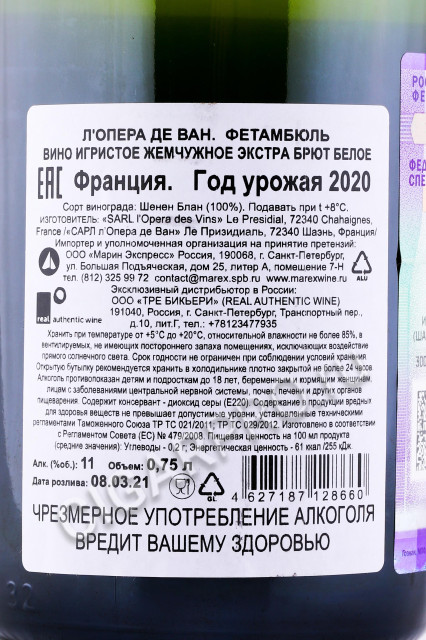 Л'ОПЕРА ДЕ ВАН. ФЕТАМБЮЛЬ
ВИНО ИГРИСТОЕ ЖЕМЧУЖНОЕ ЭКСТРА БРЮТ БЕЛОЕ
EAC Франция. Год урожая 2020
Сорт винограда: Шенен Блан (100%). Подавать при t +8°C.
изготовитель: «SARL l'Opera des Vins» Le Presidial, 72340 Chahaignes,
France /«САРЛ л'Опера де Ван» Ле Призидиаль, 72340 Шаэнь, Франция/
Импортер и уполномоченная организация на принятие претензий:
ООО «Марин Экспресс» Россия, 190068, г. Санкт-Петербург,
ул. Большая Подъяческая, дом 25, литер А, помещение 7-Н
тел. (812) 325 99 72 contact@marex.spb.ru www.marexwine.ru
ALU
Эксклюзивный дистрибьютор в России:
ООО «ТРЕ БИКЬЕРИ» (REAL AUTHENTIC WINE)
191040, Россия, г. Санкт-Петербург, Транспортный пер.,
д.10, лит.Г, тел.: +78123477935
real authentic wine
Хранить при температуре от +5°C до +20°C, относительной влажности не более 85%, в
вентилируемых, не имеющих постороннего запаха помещениях, исключающих воздействие
прямого солнечного света. Срок годности не ограничен при соблюдении условий хранения
Открытую бутылку рекомендуется хранить в холодильнике плотно закрытой не более 24 часов
Алкоголь противопоказан детям и подросткам до 18 лет, беременным и кормящим женщинам,
лицам с заболеваниями центральной нервной системы, почек, печени и других органов
пищеварения. Содержит консервант - диоксид серы (Е220). Содержание в продукции вредных
для здоровья веществ не превышает допустимые уровни, установленные техническими
регламентами Таможенного Союза ТР ТС 021/2011; ТР ТС 029/2012. Изготовлено в соответствии
с Регламентом Совета (ЕС) № 479/2008. Пищевая ценность на 100 мл продукта
(средние значения): Углеводы - 0,2 г; Энергетическая ценность - 61 ккал /255 кДж
Алк. (%об.): 11 Объем: 0,75 л
Дата розлива: 08.03.21
GL
4 627187 128660
ЧРЕЗМЕРНОЕ УПОТРЕБЛЕНИЕ АЛКОГОЛЯ
ВРЕДИТ ВАШЕМУ ЗДОРОВЬЮ